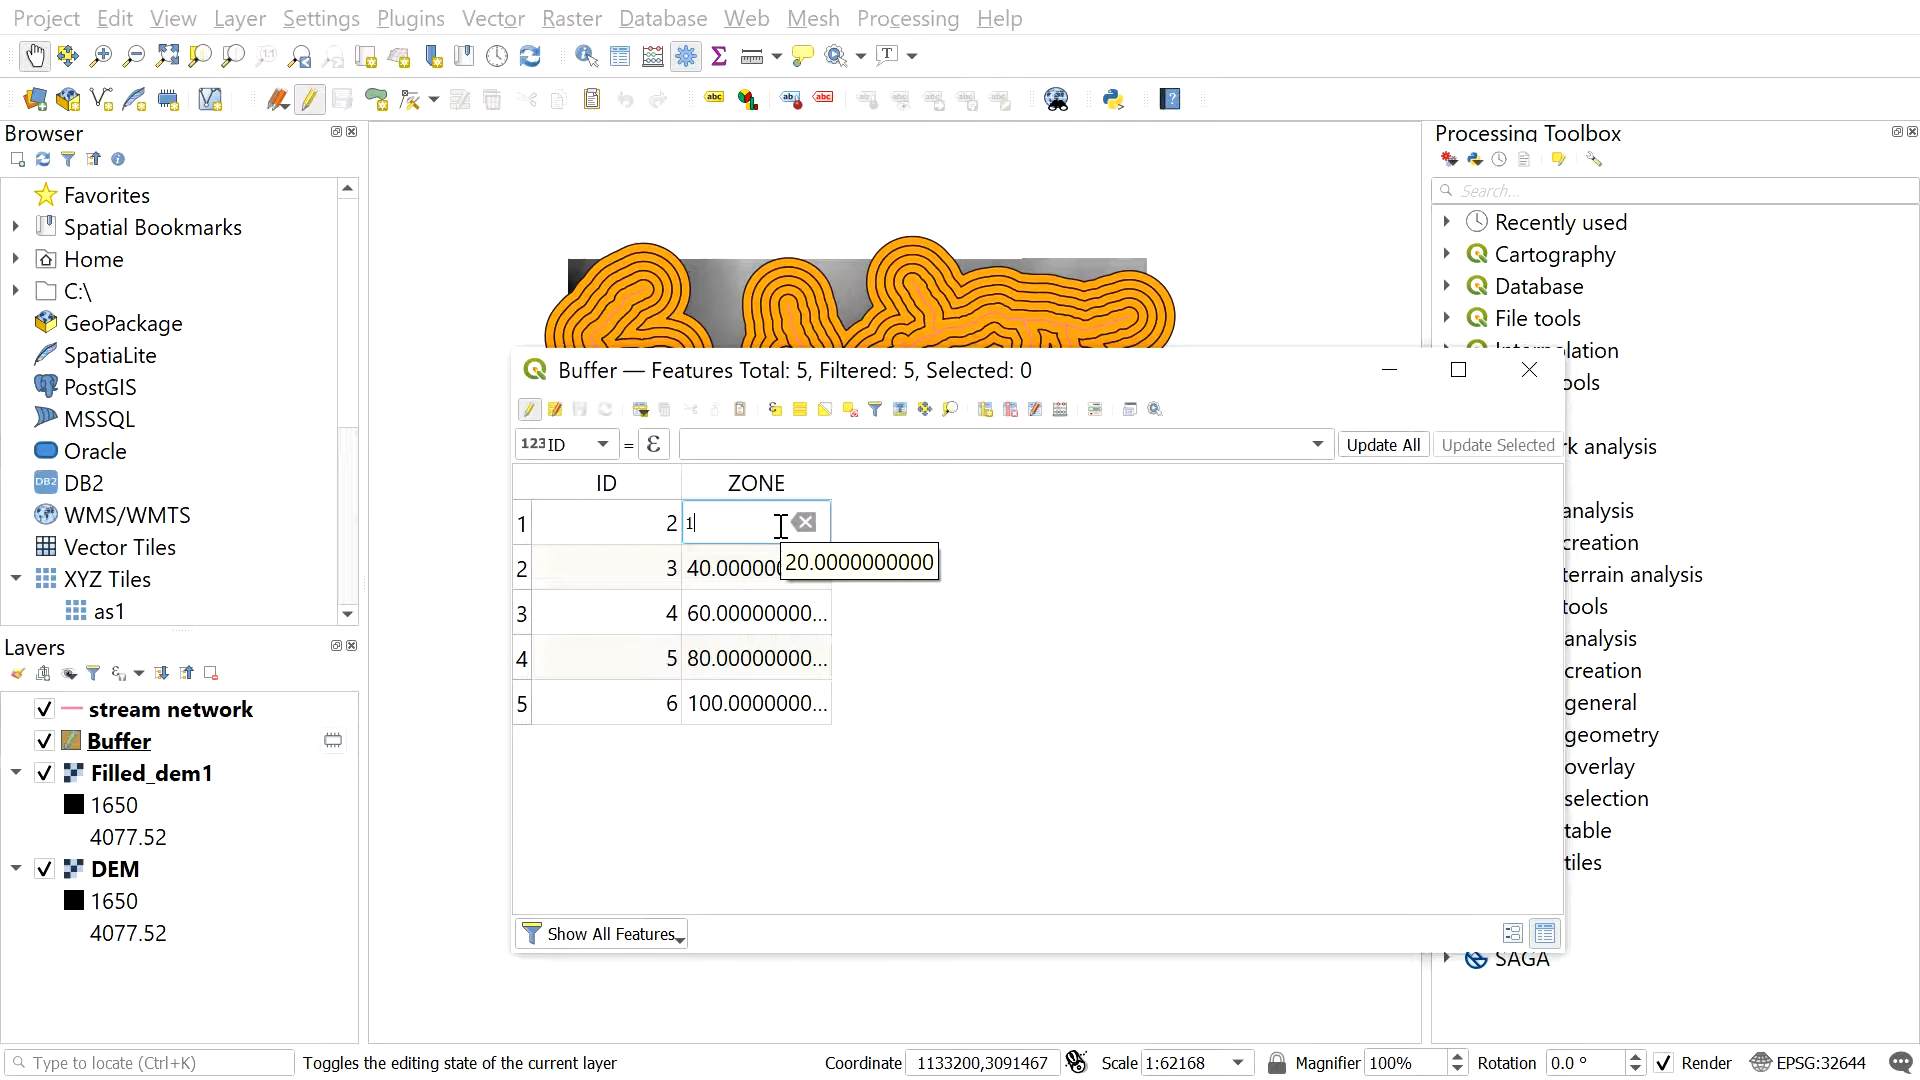 Project Edit View Layer Settings Plugins Vector Raster Database Web Mesh Processing Help
Browser
Favorites
Spatial Bookmarks
Home
C:\
GeoPackage
SpatiaLite
PostGIS
MSSQL
Oracle
DB2
WMS/WMTS
Vector Tiles
XYZ Tiles
as1
Layers
stream network
Buffer
Filled_dem1
1650
4077.52
DEM
1650
4077.52
Buffer — Features Total: 5, Filtered: 5, Selected: 0
123 ID = ε Update All Update Selected
ID ZONE
1 2 1
20.0000000000
2 3 40.000000
3 4 60.00000000...
4 5 80.00000000...
5 6 100.0000000...
Show All Features
Processing Toolbox
Search...
Recently used
Cartography
Database
File tools
Interpolation
ools
k analysis
analysis
creation
terrain analysis
tools
analysis
creation
general
geometry
overlay
selection
table
tiles
SAGA
Type to locate (Ctrl+K) Toggles the editing state of the current layer Coordinate 1133200,3091467 Scale 1:62168 Magnifier 100% Rotation 0.0 ° Render EPSG:32644